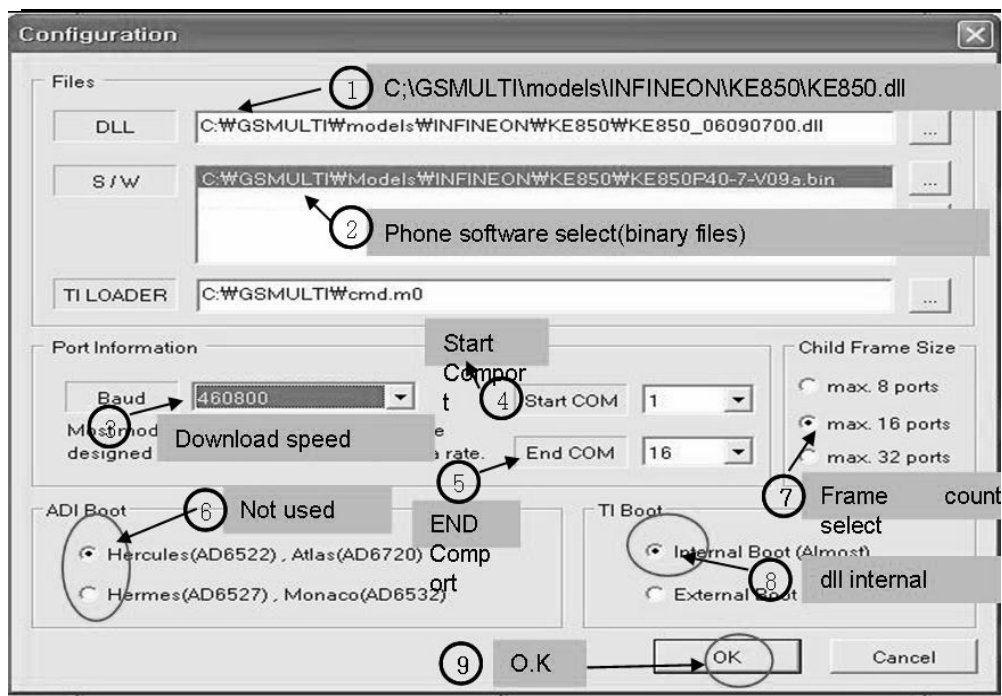 Configuration
Files
1 C;\GSMULTI\models\INFINEON\KE850\KE850.dll
DLL C:₩GSMULTI₩models₩INFINEON₩KE850₩KE850_06090700.dll ...
S/W C:₩GSMULTI₩Models₩INFINEON₩KE850₩KE850P40-7-V09a.bin ...
2 Phone software select(binary files)
TI LOADER C:₩GSMULTI₩cmd.m0 ...
Port Information
Start
Compor
t
Child Frame Size
Baud 460800
4 Start COM 1
max. 8 ports
3 Download speed
max. 16 ports
designed
a rate.
End COM 16
max. 32 ports
5
7 Frame count
select
ADI Boot
6 Not used
END
Comp
ort
TI Boot
Hercules(AD6522) , Atlas(AD6720)
Internal Boot (Almost)
8 dll internal
Hermes(AD6527) , Monaco(AD6532)
External Boot
9 O.K
OK
Cancel